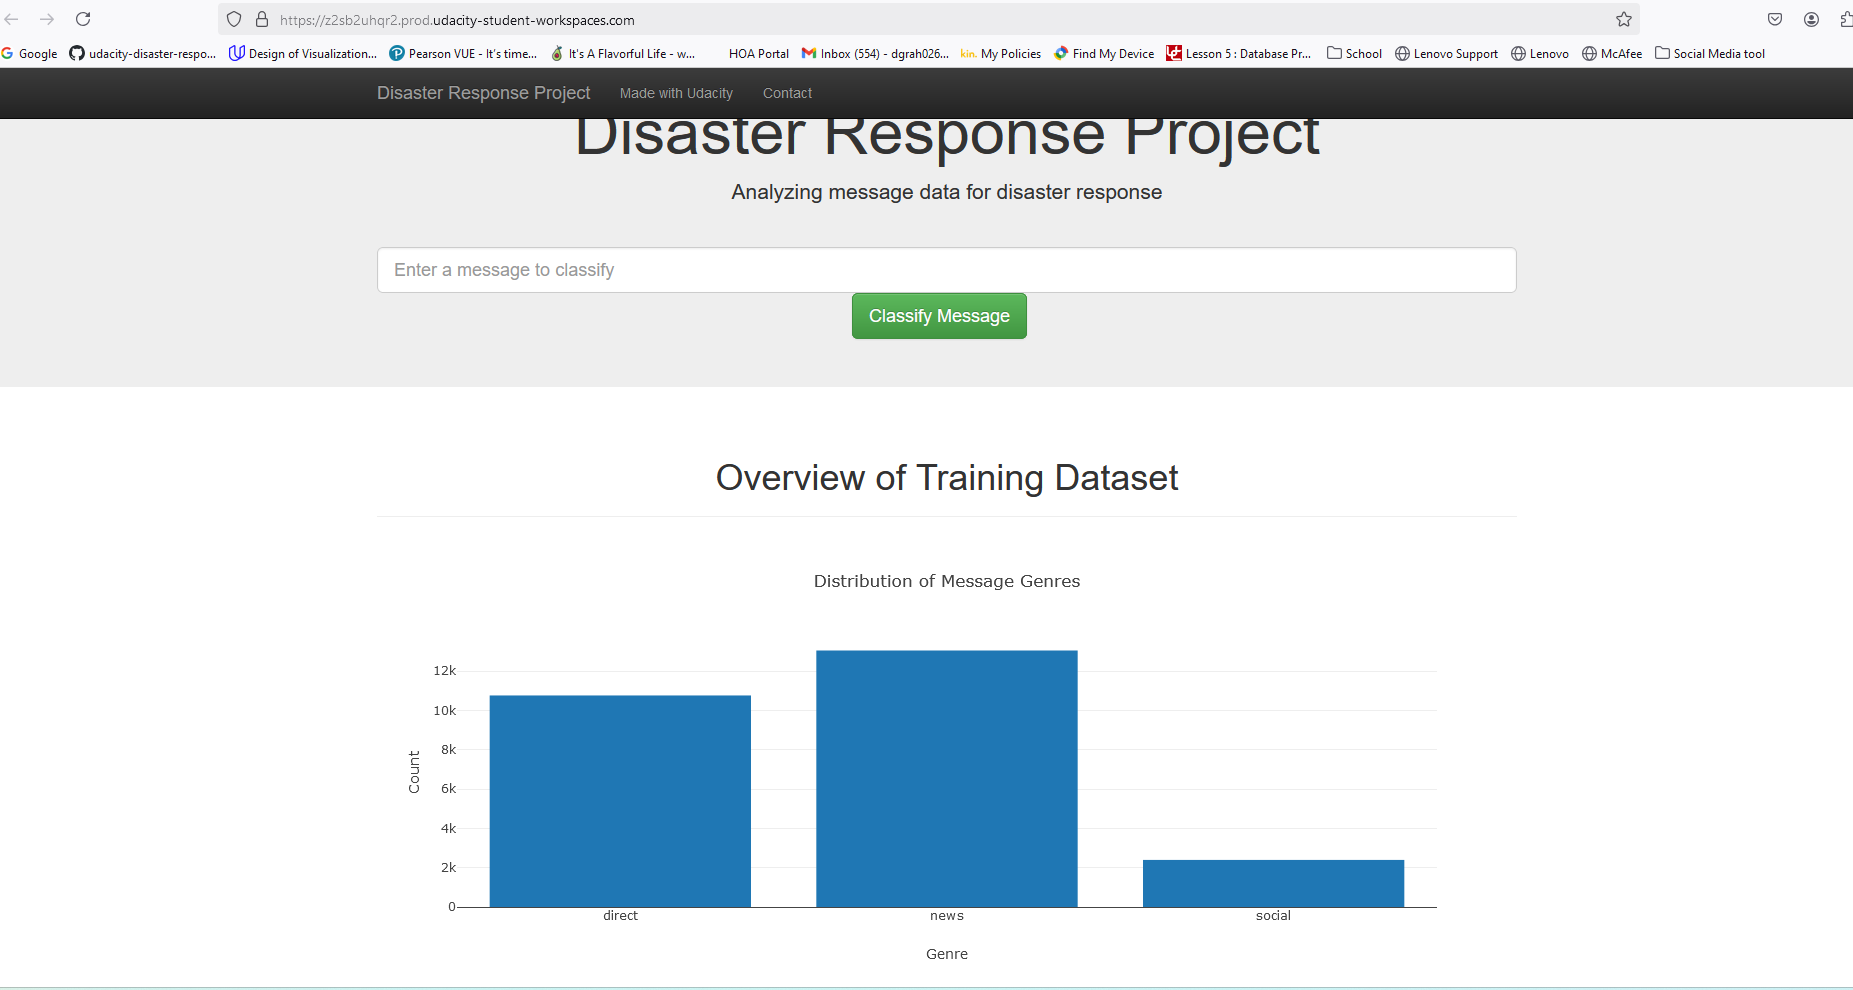 https://z2sb2uhqr2.prod.udacity-student-workspaces.com
Google udacity-disaster-respo... Design of Visualization... Pearson VUE - It's time... It's A Flavorful Life - w... HOA Portal Inbox (554) - dgrah026... kin. My Policies Find My Device Lesson 5 : Database Pr... School Lenovo Support Lenovo McAfee Social Media tool
Disaster Response Project Made with Udacity Contact
Disaster Response Project
Analyzing message data for disaster response
Enter a message to classify
Classify Message
Overview of Training Dataset
Distribution of Message Genres
12k
10k
8k
6k
4k
2k
0
Count
direct news social
Genre